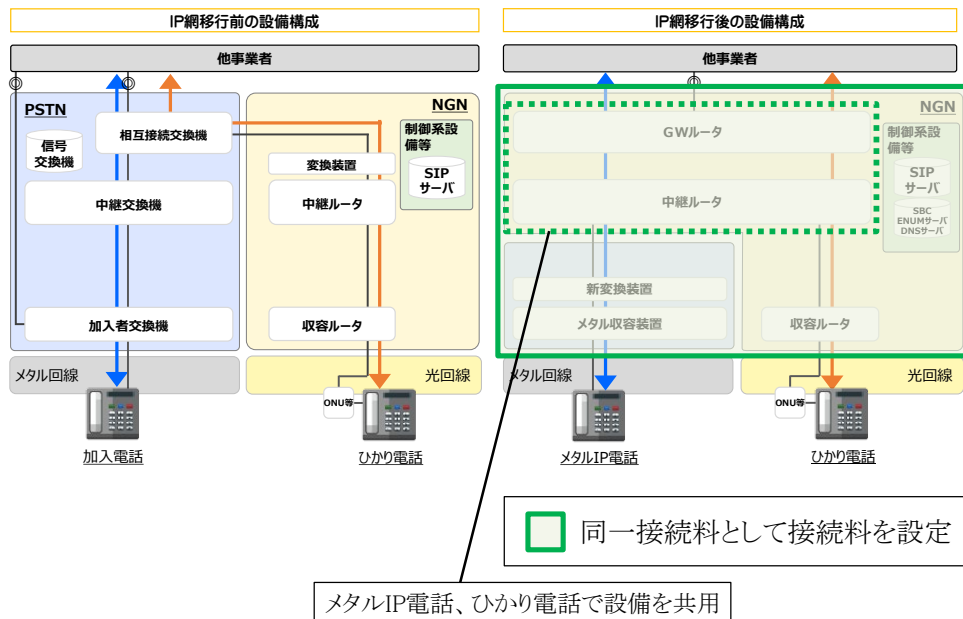 IP網移行前の設備構成
他事業者
PSTN
信号
交換機
相互接続交換機
中継交換機
加入者交換機
NGN
制御系設
備等
SIP
サーバ
変換装置
中継ルータ
収容ルータ
メタル回線
光回線
ONU等
加入電話
ひかり電話
IP網移行後の設備構成
他事業者
NGN
GWルータ
中継ルータ
制御系設
備等
SIP
サーバ
SBC
ENUMサーバ
DNSサーバ
新変換装置
メタル収容装置
収容ルータ
メタル回線
光回線
ONU等
メタルIP電話
ひかり電話
同一接続料として接続料を設定
メタルIP電話、ひかり電話で設備を共用